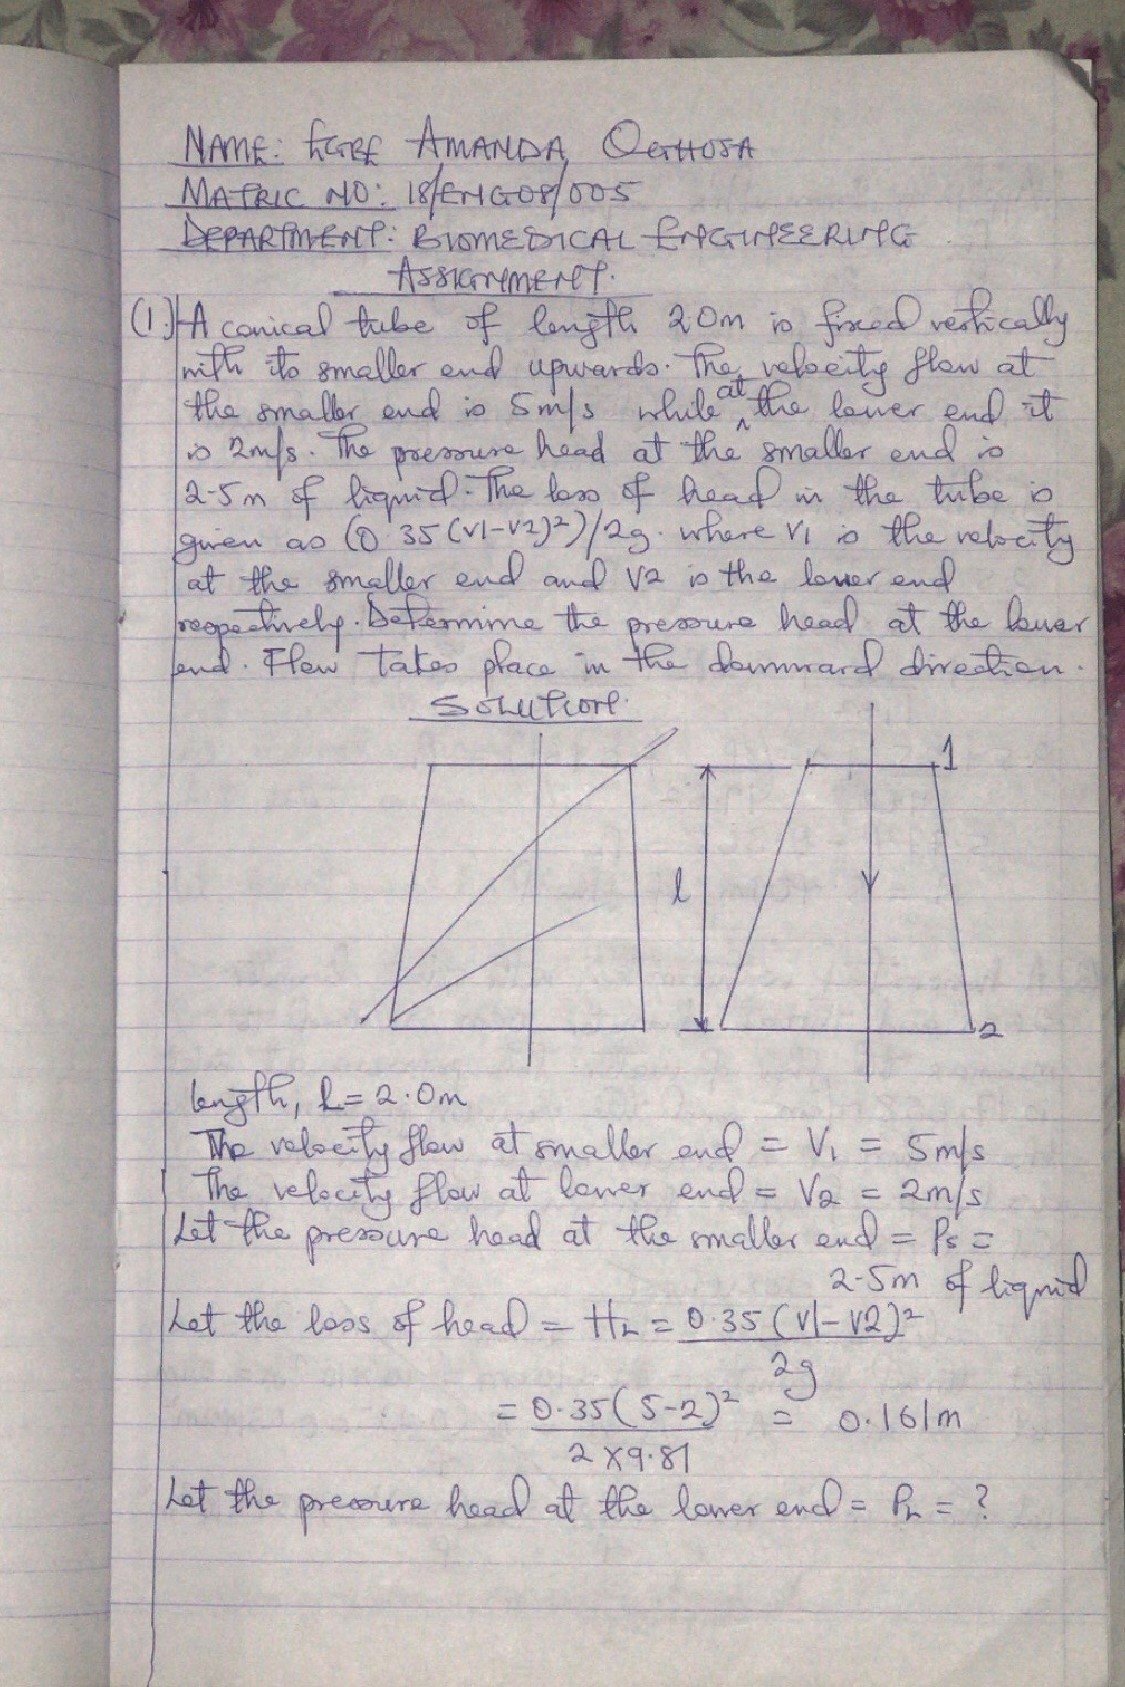 NAME: EGBE AMANDA OGHOSA
MATRIC NO: 18/ENG08/005
DEPARTMENT: BIOMEDICAL ENGINEERING
ASSIGNMENT.
(1.) A conical tube of length 20m is fixed vertically
with its smaller end upwards. The velocity flow at
the smaller end is 5m/s while at the lower end it
is 2m/s. The pressure head at the smaller end is
2.5m of liquid. The loss of head in the tube is
given as (0.35(V1-V2)²)/2g. where V1 is the velocity
at the smaller end and V2 is the lower end
respectively. Determine the pressure head at the lower
end. Flow takes place in the downward direction.
SOLUTION.
1
l
2
length, L = 2.0m
The velocity flow at smaller end = V₁ = 5m/s
The velocity flow at lower end = V₂ = 2m/s
Let the pressure head at the smaller end = Ps =
2.5m of liquid
Let the loss of head = HL = 0.35(V1-V2)²
2g
= 0.35(5-2)² = 0.161m
2×9.81
Let the pressure head at the lower end = PL = ?